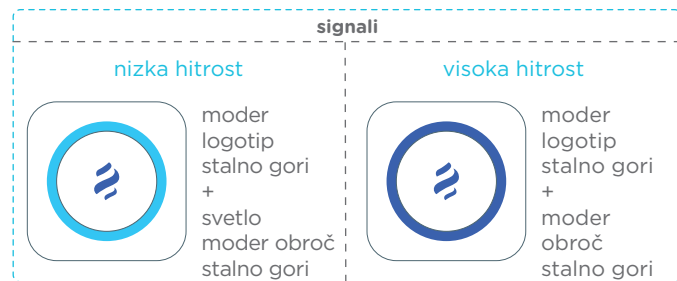 signali
nizka hitrost
moder
logotip
stalno gori
+
svetlo
moder obroč
stalno gori
visoka hitrost
moder
logotip
stalno gori
+
moder
obroč
stalno gori